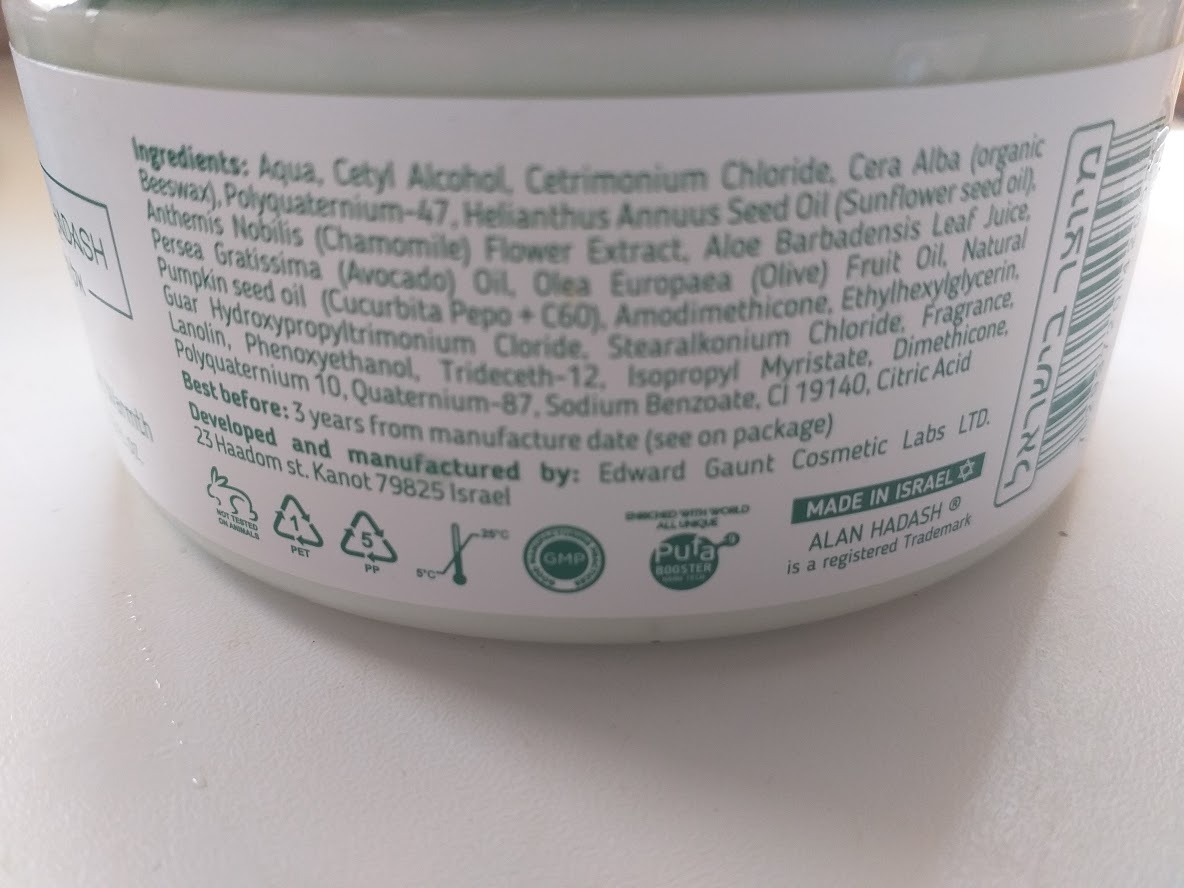 Ingredients: Aqua, Cetyl Alcohol, Cetrimonium Chloride, Cera Alba (organic
Beeswax), Polyquaternium-47, Helianthus Annuus Seed Oil (Sunflower seed oil),
Anthemis Nobilis (Chamomile) Flower Extract, Aloe Barbadensis Leaf Juice,
Persea Gratissima (Avocado) Oil, Olea Europaea (Olive) Fruit Oil, Natural
Pumpkin seed oil (Cucurbita Pepo + C60), Amodimethicone, Ethylhexylglycerin,
Guar Hydroxypropyltrimonium Cloride, Stearalkonium Chloride, Fragrance,
Lanolin, Phenoxyethanol, Trideceth-12, Isopropyl Myristate, Dimethicone,
Polyquaternium 10, Quaternium-87, Sodium Benzoate, CI 19140, Citric Acid
Best before: 3 years from manufacture date (see on package)
Developed and manufactured by: Edward Gaunt Cosmetic Labs LTD.
23 Haadom st. Kanot 79825 Israel
NOT TESTED
ON ANIMALS
1
PET
5
PP
5°C
25°C
GMP
ENRICHED WITH WORLD
ALL UNIQUE
Pufa
BOOSTER
MADE IN ISRAEL
ALAN HADASH ®
is a registered Trademark
מיוצר בישראל